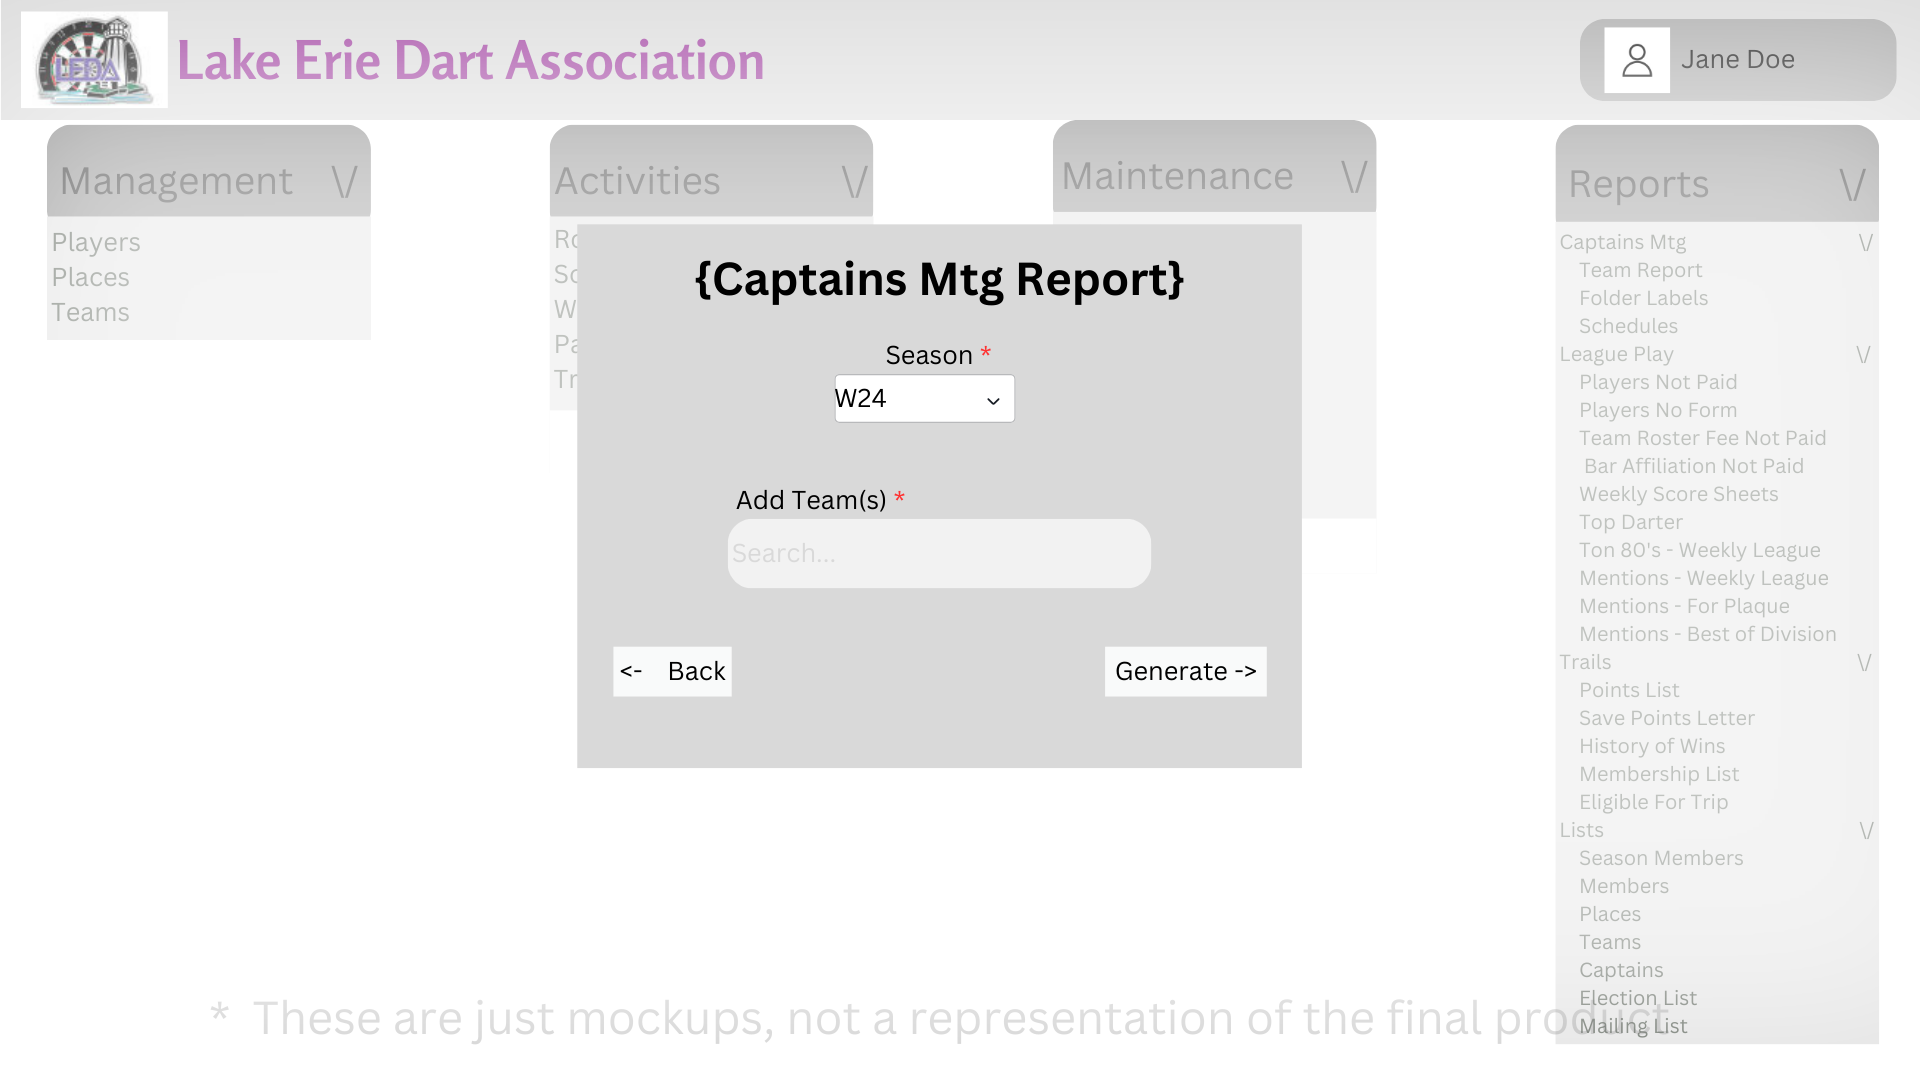 LEDA
Lake Erie Dart Association
Jane Doe
Management \/
Players
Places
Teams
Activities \/
Ro
Sc
W
Pa
Tr
Maintenance \/
{Captains Mtg Report}
Season *
W24
Add Team(s) *
Search...
<- Back
Generate ->
Reports \/
Captains Mtg \/
Team Report
Folder Labels
Schedules
League Play \/
Players Not Paid
Players No Form
Team Roster Fee Not Paid
Bar Affiliation Not Paid
Weekly Score Sheets
Top Darter
Ton 80's - Weekly League
Mentions - Weekly League
Mentions - For Plaque
Mentions - Best of Division
Trails \/
Points List
Save Points Letter
History of Wins
Membership List
Eligible For Trip
Lists \/
Season Members
Members
Places
Teams
Captains
Election List
Mailing List
* These are just mockups, not a representation of the final product